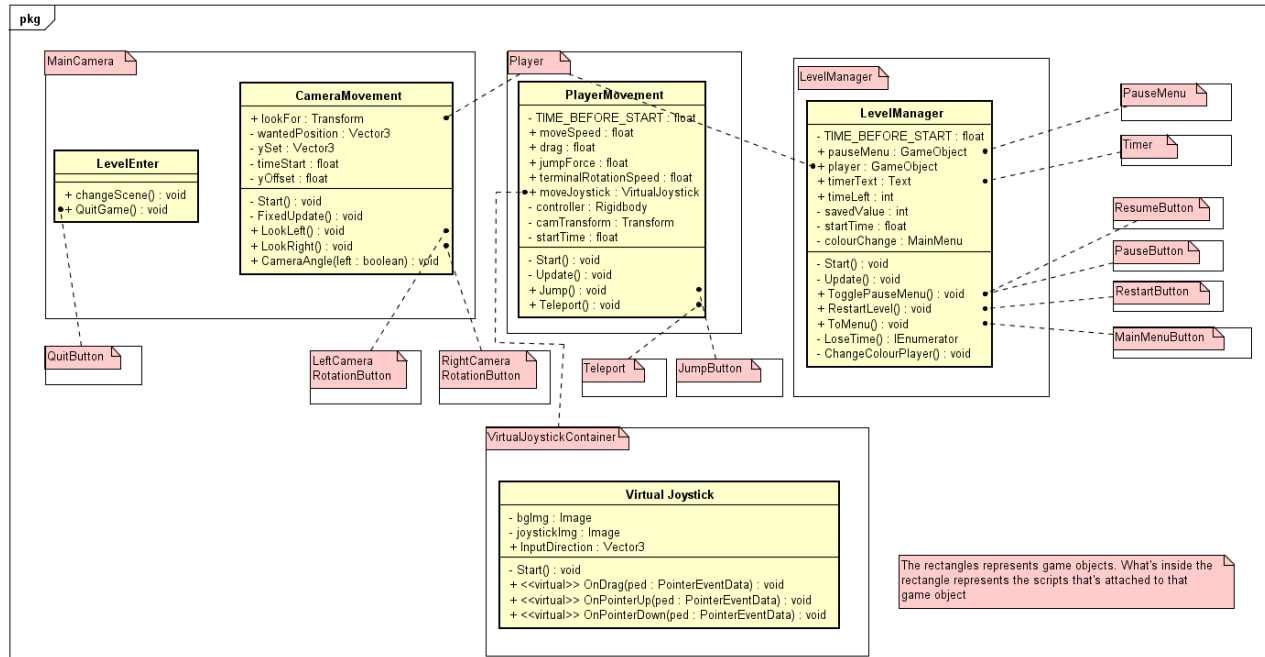 pkg
MainCamera
LevelEnter
+ changeScene() : void
+ QuitGame() : void
CameraMovement
+ lookFor : Transform
- wantedPosition : Vector3
- ySet : Vector3
- timeStart : float
- yOffset : float
- Start() : void
- FixedUpdate() : void
+ LookLeft() : void
+ LookRight() : void
+ CameraAngle(left : boolean) : void
Player
PlayerMovement
- TIME_BEFORE_START : float
+ moveSpeed : float
+ drag : float
+ jumpForce : float
+ terminalRotationSpeed : float
+ moveJoystick : VirtualJoystick
- controller : Rigidbody
- camTransform : Transform
- startTime : float
- Start() : void
- Update() : void
+ Jump() : void
+ Teleport() : void
LevelManager
LevelManager
- TIME_BEFORE_START : float
+ pauseMenu : GameObject
+ player : GameObject
+ timerText : Text
+ timeLeft : int
- savedValue : int
- startTime : float
- colourChange : MainMenu
- Start() : void
- Update() : void
+ TogglePauseMenu() : void
+ RestartLevel() : void
+ ToMenu() : void
- LoseTime() : IEnumerator
- ChangeColourPlayer() : void
PauseMenu
Timer
ResumeButton
PauseButton
RestartButton
MainMenuButton
QuitButton
LeftCamera
RotationButton
RightCamera
RotationButton
Teleport
JumpButton
VirtualJoystickContainer
Virtual Joystick
- bgImg : Image
- joystickImg : Image
+ InputDirection : Vector3
- Start() : void
+ <<virtual>> OnDrag(ped : PointerEventData) : void
+ <<virtual>> OnPointerUp(ped : PointerEventData) : void
+ <<virtual>> OnPointerDown(ped : PointerEventData) : void
The rectangles represents game objects. What's inside the
rectangle represents the scripts that's attached to that
game object